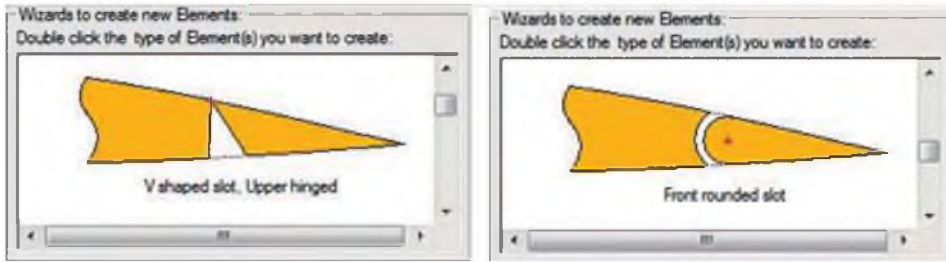 Wizards to create new Elements:
Double click the type of Element(s) you want to create:
V shaped slot, Upper hinged
Wizards to create new Elements:
Double click the type of Element(s) you want to create:
Front rounded slot